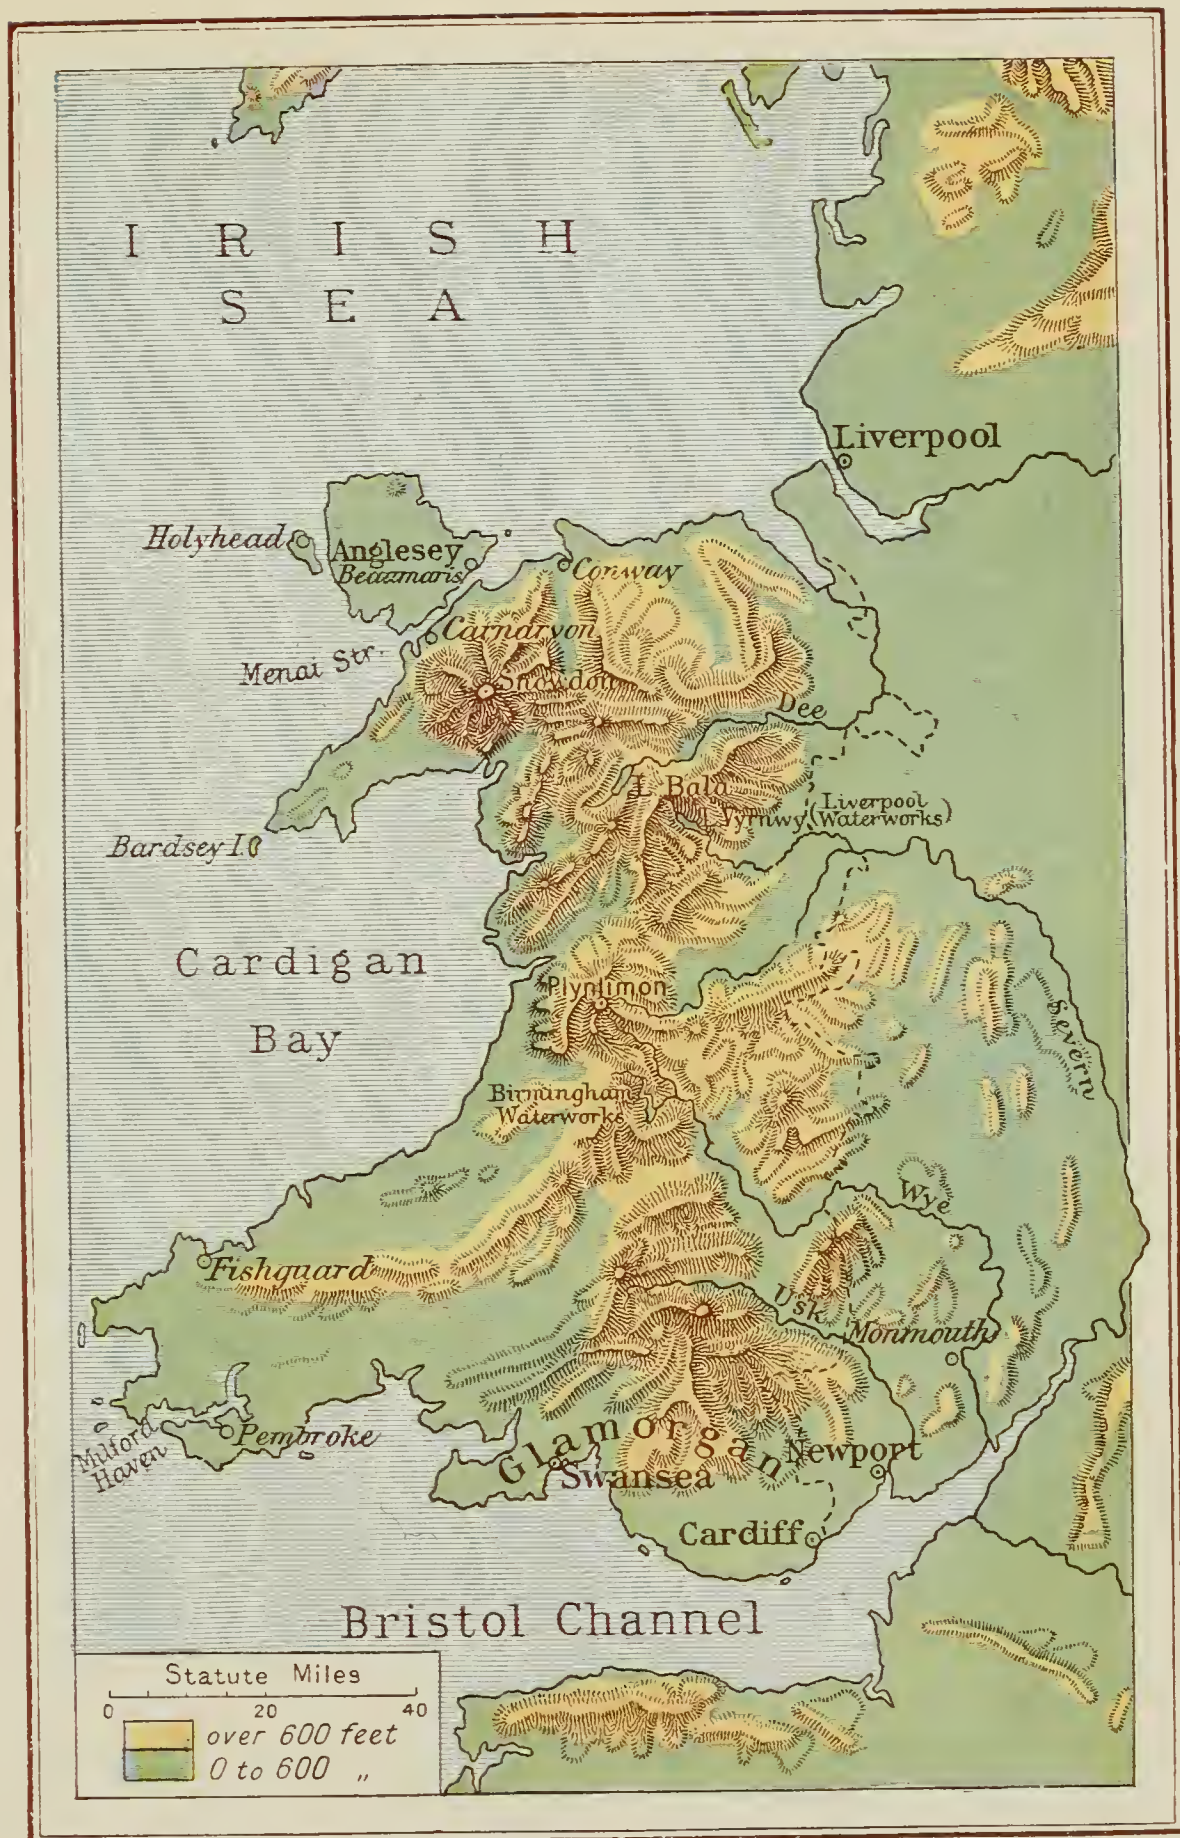 IRISH
SEA
Liverpool
Holyhead
Anglesey
Beaumaris
Conway
Carnarvon
Menai Str.
Snowdon
Dee
L. Bala
L. Vyrnwy (Liverpool
Waterworks)
Bardsey I.
Cardigan
Bay
Plynlimon
Severn
Birmingham
Waterworks
Wye
Fishguard
Usk
Monmouth
Milford
Haven
Pembroke
Glamorgan
Newport
Swansea
Cardiff
Bristol Channel
Statute Miles
0 20 40
over 600 feet
0 to 600 „